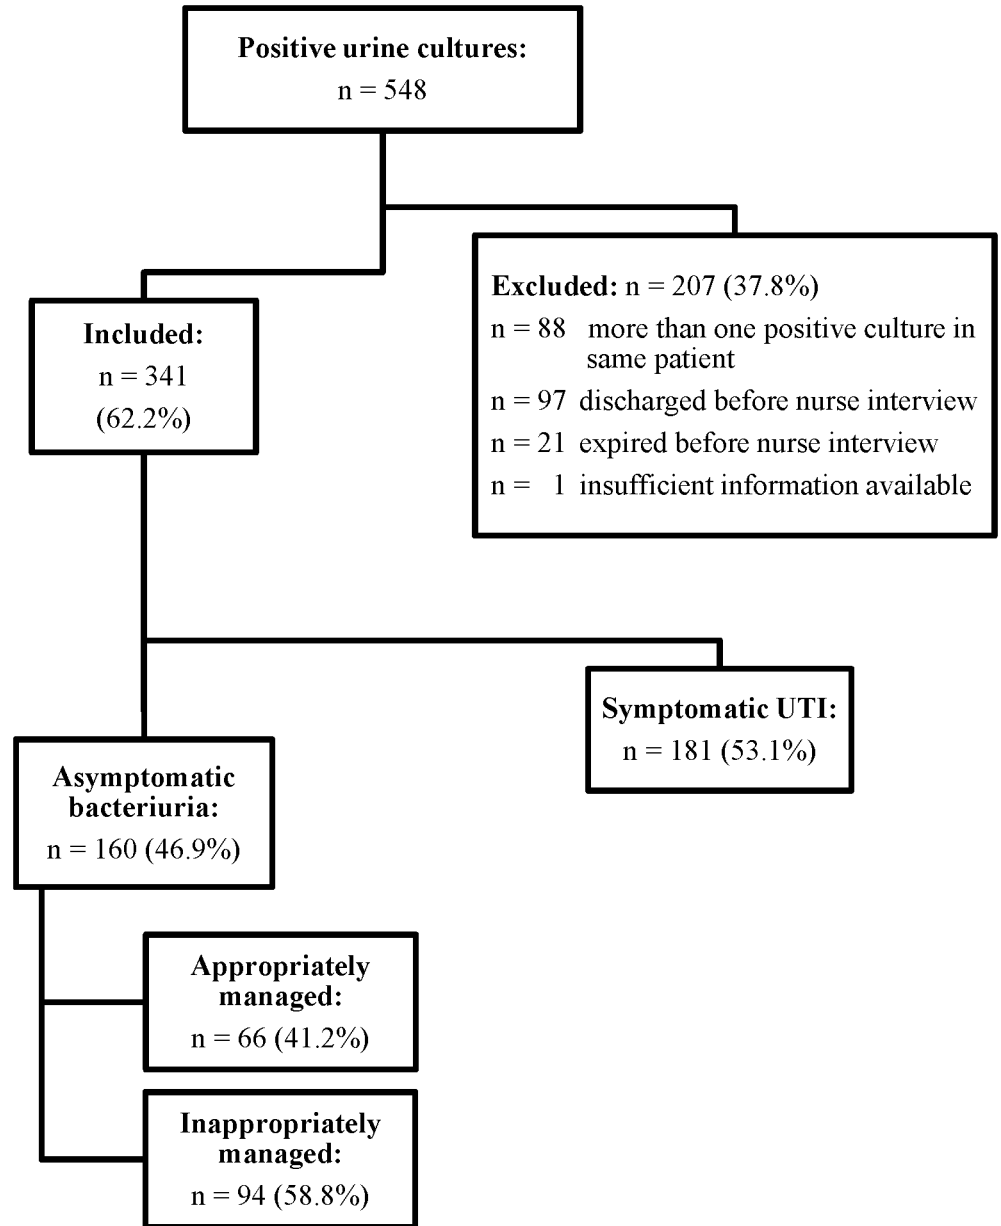 Positive urine cultures:
n = 548
Excluded: n = 207 (37.8%)
n = 88 more than one positive culture in
same patient
n = 97 discharged before nurse interview
n = 21 expired before nurse interview
n = 1 insufficient information available
Included:
n = 341
(62.2%)
Symptomatic UTI:
n = 181 (53.1%)
Asymptomatic
bacteriuria:
n = 160 (46.9%)
Appropriately
managed:
n = 66 (41.2%)
Inappropriately
managed:
n = 94 (58.8%)